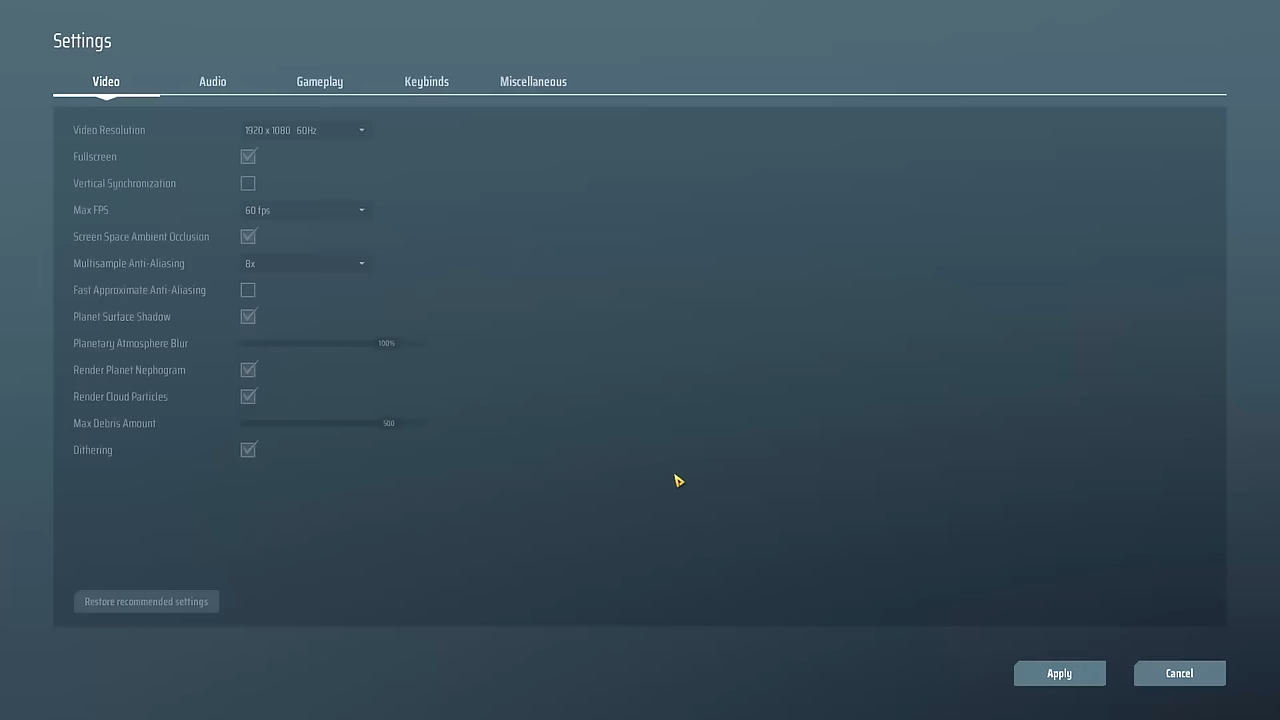 Settings
Video Audio Gameplay Keybinds Miscellaneous
Video Resolution 1920 x 1080 60Hz
Fullscreen
Vertical Synchronization
Max FPS 60 fps
Screen Space Ambient Occlusion
Multisample Anti-Aliasing 8x
Fast Approximate Anti-Aliasing
Planet Surface Shadow
Planetary Atmosphere Blur 100%
Render Planet Nephogram
Render Cloud Particles
Max Debris Amount 500
Dithering
Restore recommended settings
Apply Cancel